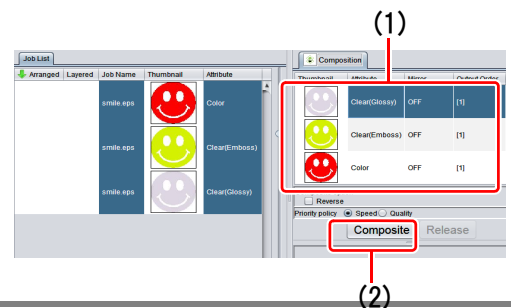 (1)
Job List
Composition
Arranged Layered Job Name Thumbnail Attribute
Thumbnail Attribute Mirror Output Order
smile.eps Color
Clear(Glossy) OFF [1]
smile.eps Clear(Emboss)
Clear(Emboss) OFF [1]
smile.eps Clear(Glossy)
Color OFF [1]
Reverse
Priority policy Speed Quality
Composite Release
(2)